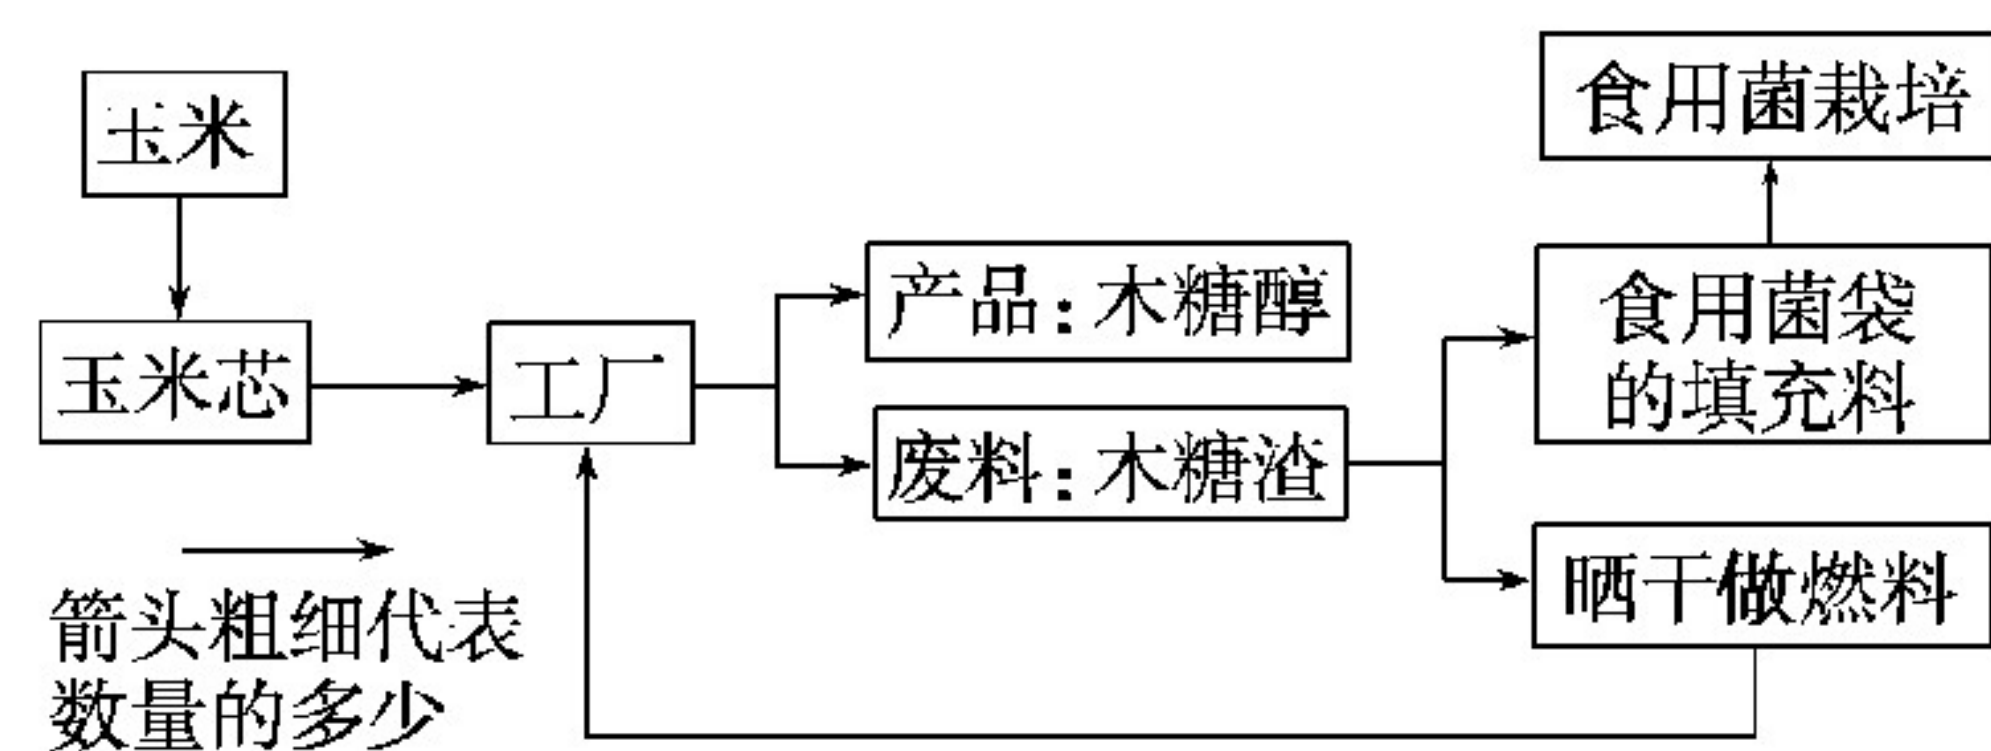 玉米
玉米芯
工厂
产品:木糖醇
废料:木糖渣
食用菌栽培
食用菌袋
的填充料
晒干做燃料
箭头粗细代表
数量的多少